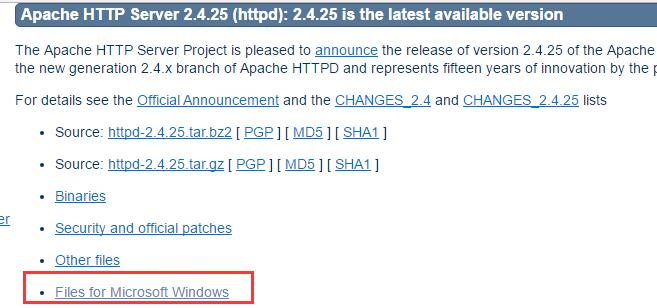 Apache HTTP Server 2.4.25 (httpd): 2.4.25 is the latest available version
The Apache HTTP Server Project is pleased to announce the release of version 2.4.25 of the Apache
the new generation 2.4.x branch of Apache HTTPD and represents fifteen years of innovation by the p
For details see the Official Announcement and the CHANGES_2.4 and CHANGES_2.4.25 lists
• Source: httpd-2.4.25.tar.bz2 [ PGP ] [ MD5 ] [ SHA1 ]
• Source: httpd-2.4.25.tar.gz [ PGP ] [ MD5 ] [ SHA1 ]
• Binaries
er
• Security and official patches
• Other files
• Files for Microsoft Windows